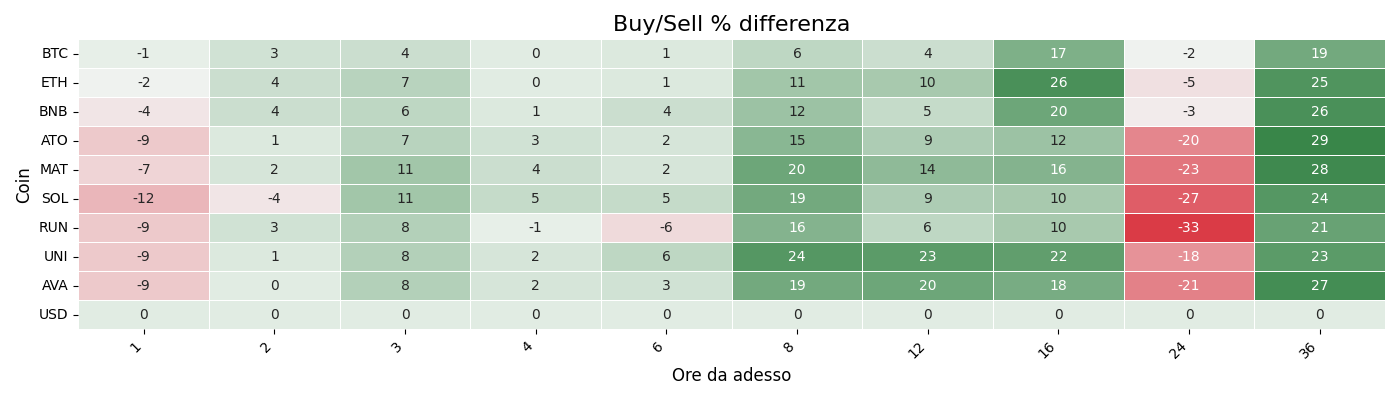 Buy/Sell % differenza
Coin
BTC -1 3 4 0 1 6 4 17 -2 19
ETH -2 4 7 0 1 11 10 26 -5 25
BNB -4 4 6 1 4 12 5 20 -3 26
ATO -9 1 7 3 2 15 9 12 -20 29
MAT -7 2 11 4 2 20 14 16 -23 28
SOL -12 -4 11 5 5 19 9 10 -27 24
RUN -9 3 8 -1 -6 16 6 10 -33 21
UNI -9 1 8 2 6 24 23 22 -18 23
AVA -9 0 8 2 3 19 20 18 -21 27
USD 0 0 0 0 0 0 0 0 0 0
1 2 3 4 6 8 12 16 24 36
Ore da adesso